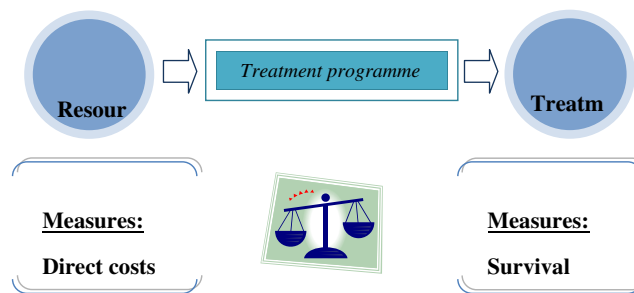 Resour
Treatment programme
Treatm
Measures:
Direct costs
Measures:
Survival